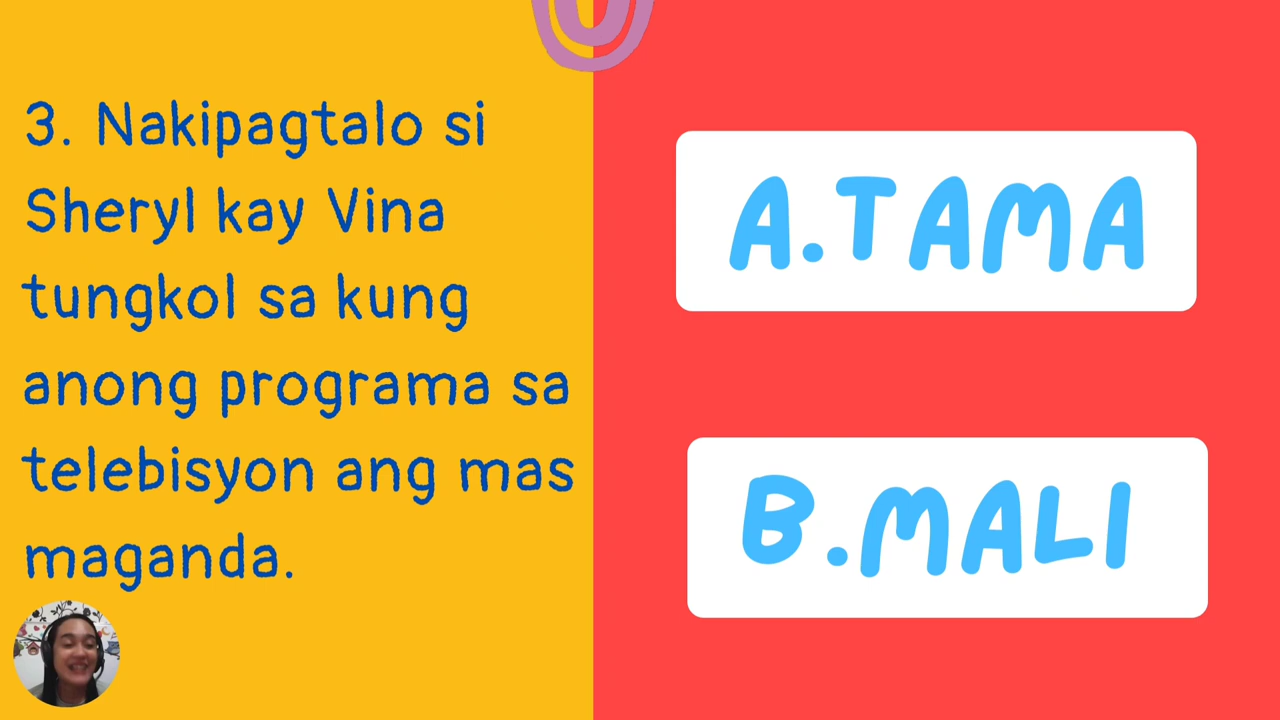 3. Nakipagtalo si
Sheryl kay Vina
tungkol sa kung
anong programa sa
telebisyon ang mas
maganda.
A.TAMA
B.MALI